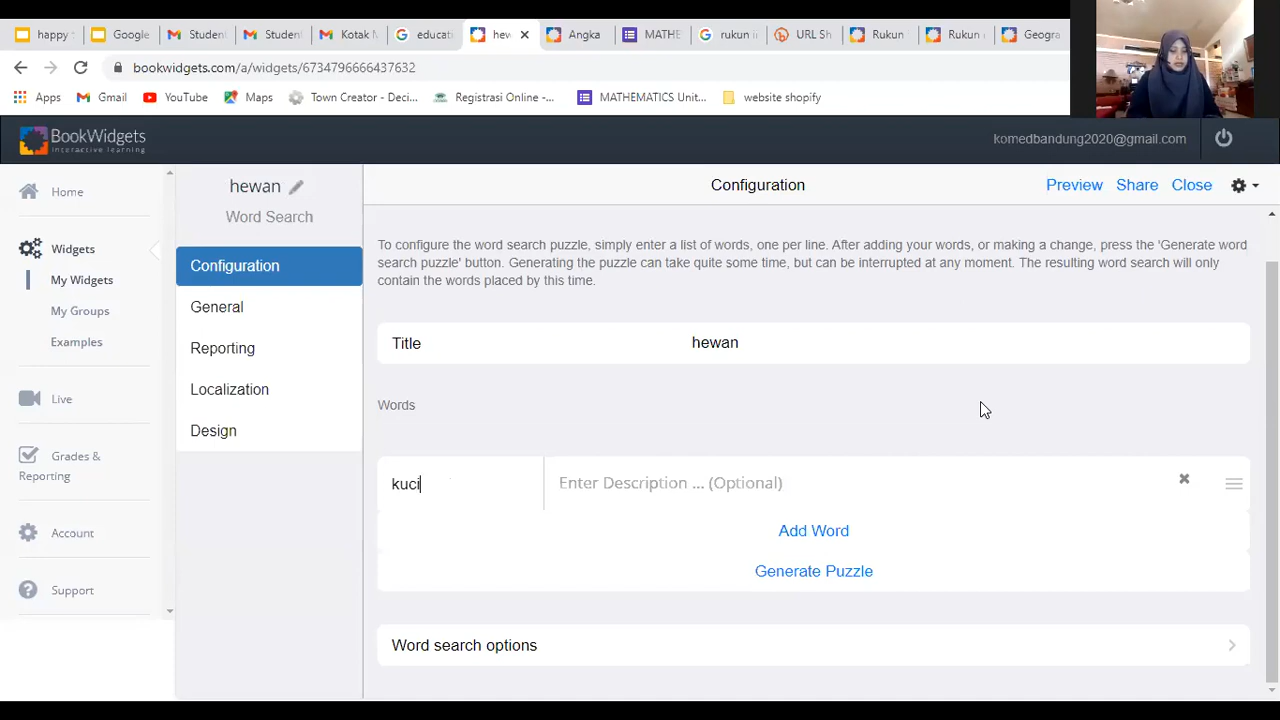 happy
Google
Studen
Studen
Kotak M
educati
hew
Angka
MATHE
rukun i
URL Sh
Rukun
Rukun
Geogra
bookwidgets.com/a/widgets/6734796666437632
Apps
Gmail
YouTube
Maps
Town Creator - Deci...
Registrasi Online -...
MATHEMATICS Unit...
website shopify
BookWidgets
interactive learning
komedbandung2020@gmail.com
Home
Widgets
My Widgets
My Groups
Examples
Live
Grades &
Reporting
Account
Support
hewan
Word Search
Configuration
General
Reporting
Localization
Design
Configuration
Preview
Share
Close
To configure the word search puzzle, simply enter a list of words, one per line. After adding your words, or making a change, press the 'Generate word
search puzzle' button. Generating the puzzle can take quite some time, but can be interrupted at any moment. The resulting word search will only
contain the words placed by this time.
Title hewan
Words
kuci Enter Description ... (Optional)
Add Word
Generate Puzzle
Word search options